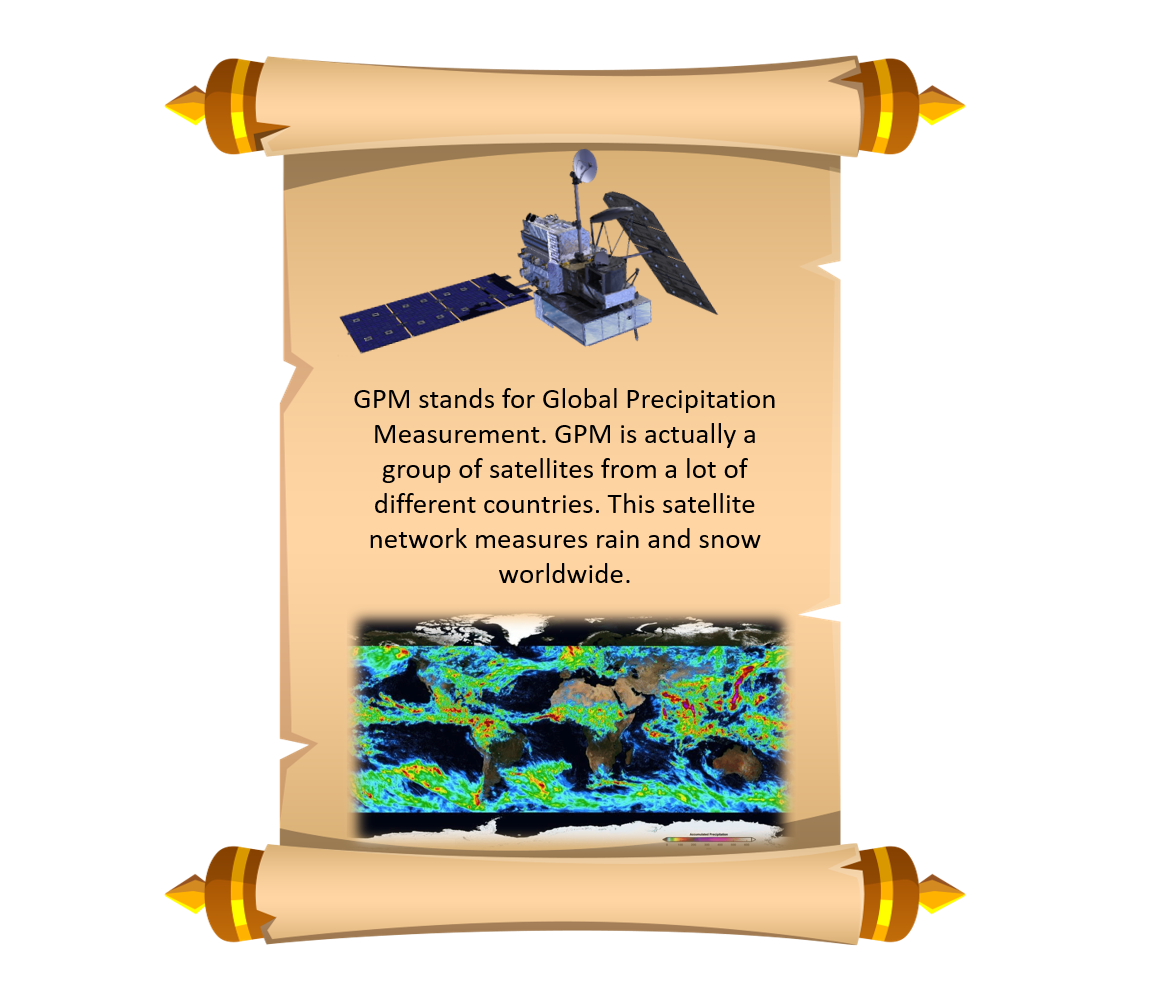 GPM stands for Global Precipitation
Measurement. GPM is actually a
group of satellites from a lot of
different countries. This satellite
network measures rain and snow
worldwide.
Accumulated Precipitation